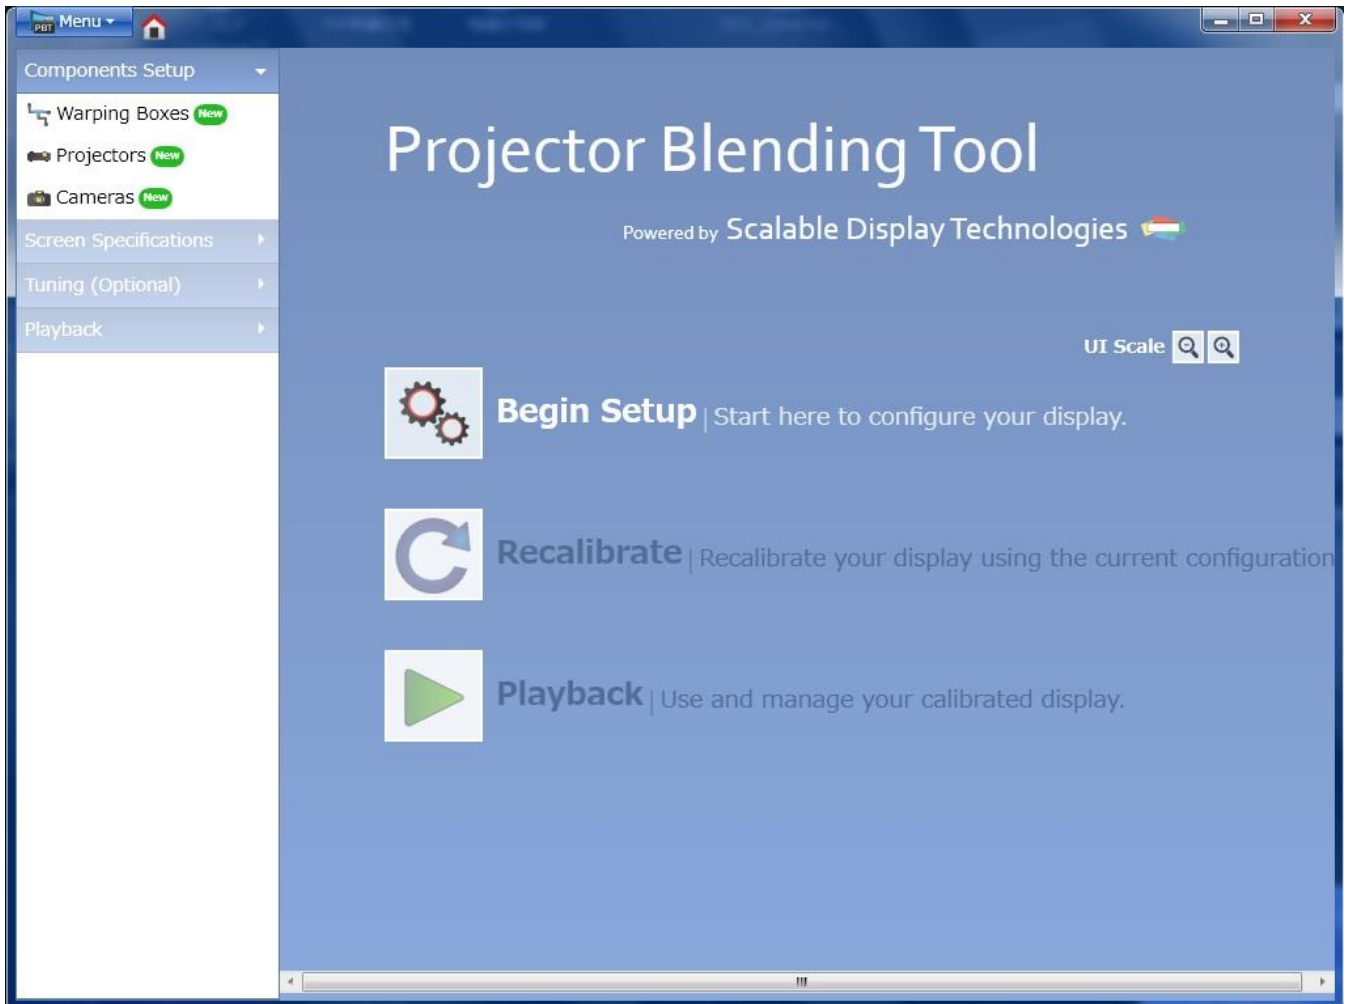 PBT Menu
Components Setup
Warping Boxes New
Projectors New
Cameras New
Screen Specifications
Tuning (Optional)
Playback
Projector Blending Tool
Powered by Scalable Display Technologies
UI Scale
Begin Setup | Start here to configure your display.
Recalibrate | Recalibrate your display using the current configuration
Playback | Use and manage your calibrated display.